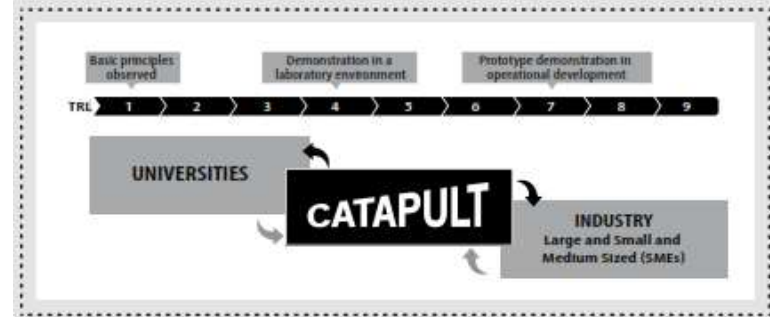 Basic principles
observed
Demonstration in a
laboratory environment
Prototype demonstration in
operational development
TRL 1 2 3 4 5 6 7 8 9
UNIVERSITIES
CATAPULT
INDUSTRY
Large and Small and
Medium Sized (SMEs)